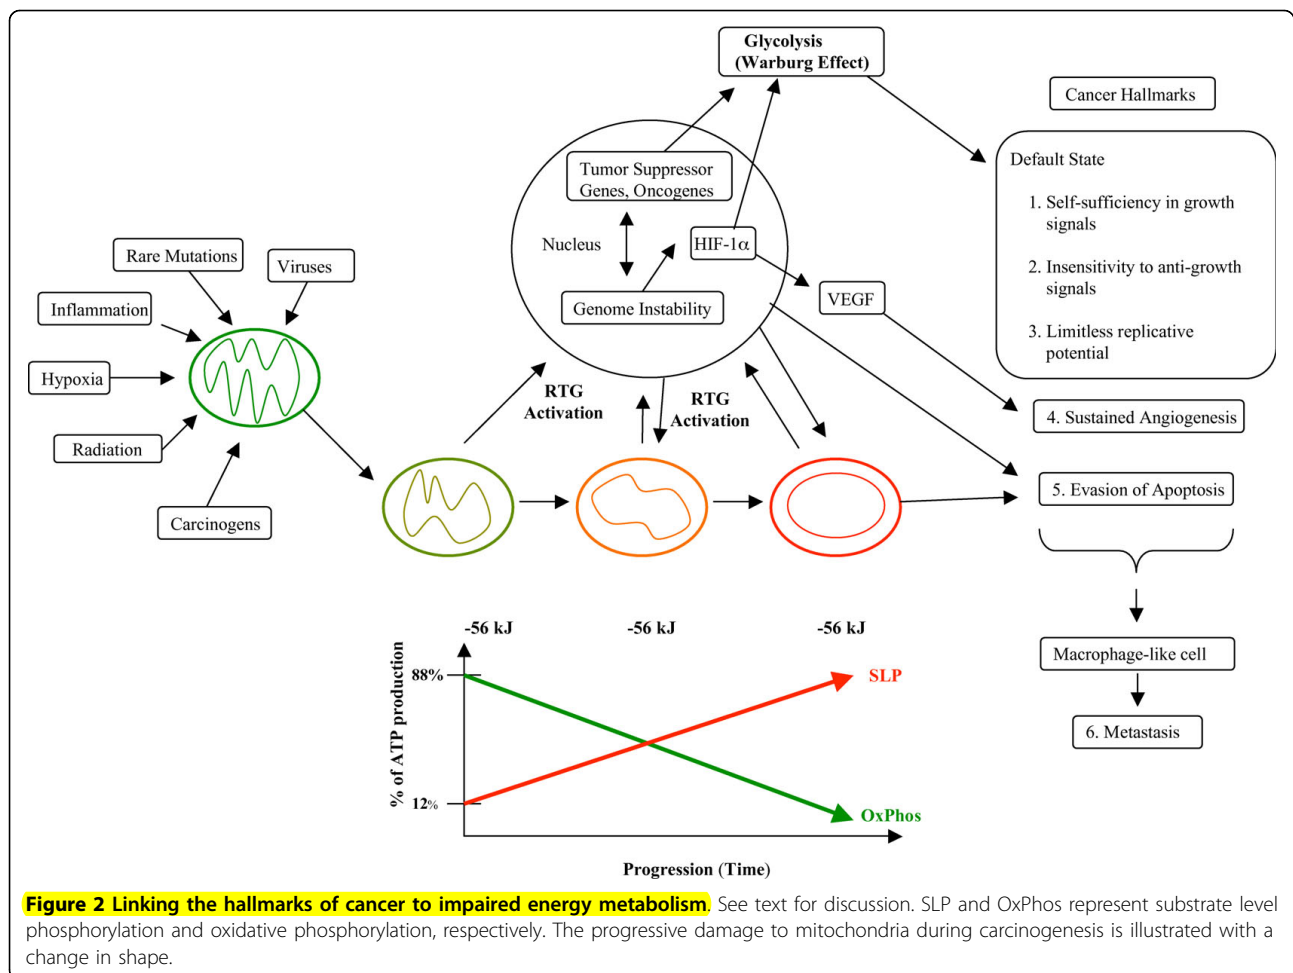 Glycolysis
(Warburg Effect)
Cancer Hallmarks
Default State
1. Self-sufficiency in growth
signals
2. Insensitivity to anti-growth
signals
3. Limitless replicative
potential
Tumor Suppressor
Genes, Oncogenes
Nucleus
HIF-1α
Genome Instability
VEGF
Rare Mutations
Viruses
Inflammation
Hypoxia
Radiation
Carcinogens
RTG
Activation
RTG
Activation
4. Sustained Angiogenesis
5. Evasion of Apoptosis
Macrophage-like cell
6. Metastasis
-56 kJ
-56 kJ
-56 kJ
% of ATP production
88%
12%
SLP
OxPhos
Progression (Time)
Figure 2 Linking the hallmarks of cancer to impaired energy metabolism. See text for discussion. SLP and OxPhos represent substrate level
phosphorylation and oxidative phosphorylation, respectively. The progressive damage to mitochondria during carcinogenesis is illustrated with a
change in shape.